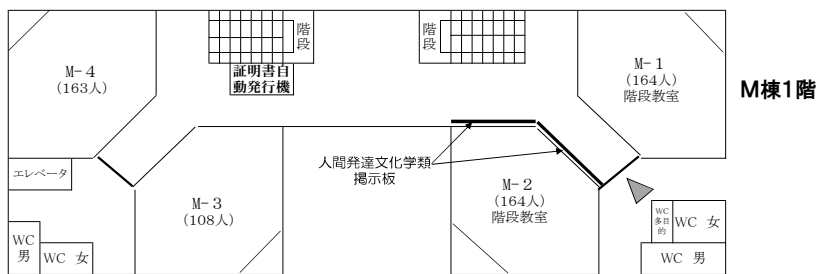 階
段
階
段
M-4
(163人)
証明書自
動発行機
M-1
(164人)
階段教室
M棟1階
人間発達文化学類
掲示板
エレベータ
M-3
(108人)
M-2
(164人)
階段教室
WC
男
WC 女
WC
多目
的
WC 女
WC 男